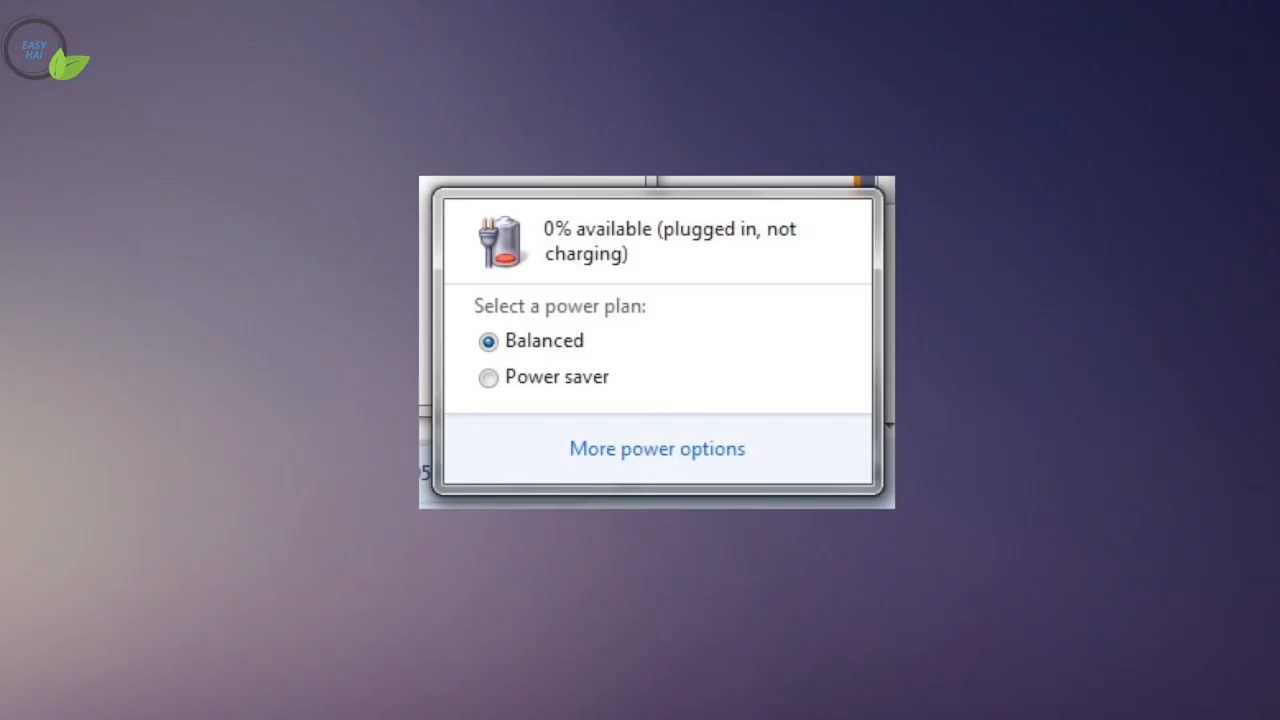 EASY
HAI
0% available (plugged in, not
charging)
Select a power plan:
Balanced
Power saver
More power options